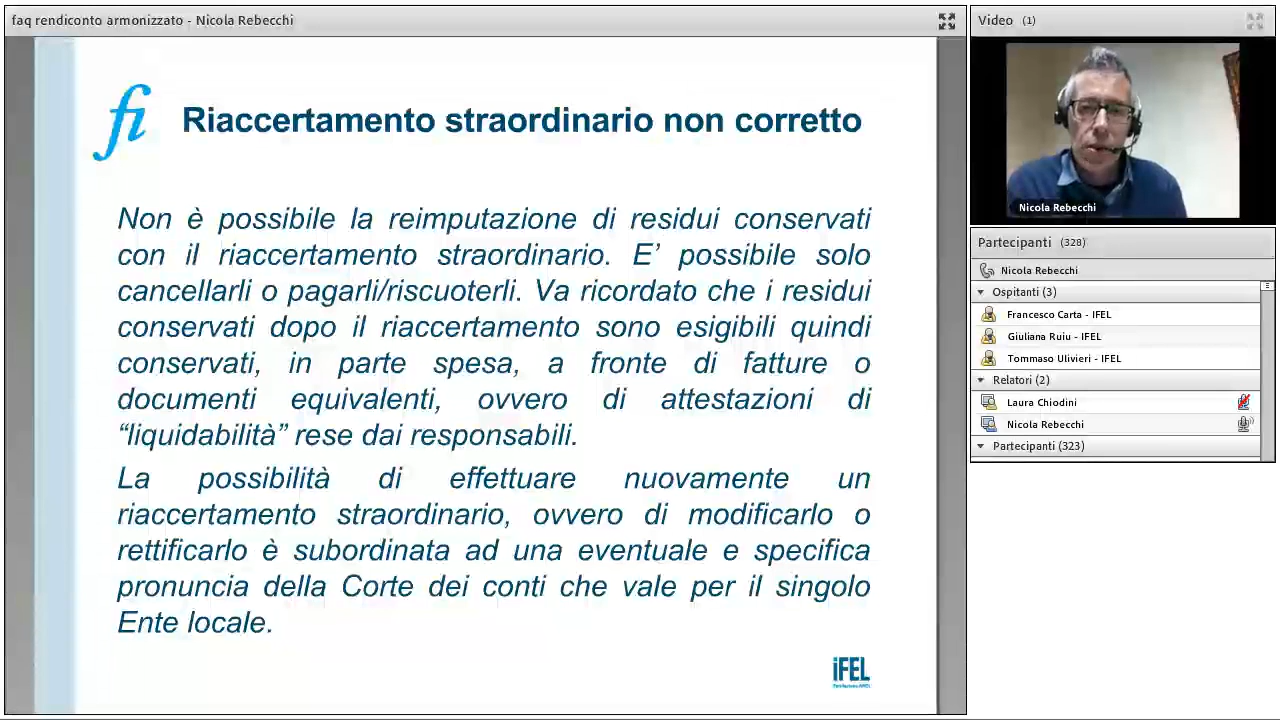 faq rendiconto armonizzato - Nicola Rebecchi
fi
Riaccertamento straordinario non corretto
Non è possibile la reimputazione di residui conservati
con il riaccertamento straordinario. E' possibile solo
cancellarli o pagarli/riscuoterli. Va ricordato che i residui
conservati dopo il riaccertamento sono esigibili quindi
conservati, in parte spesa, a fronte di fatture o
documenti equivalenti, ovvero di attestazioni di
“liquidabilità” rese dai responsabili.
La possibilità di effettuare nuovamente un
riaccertamento straordinario, ovvero di modificarlo o
rettificarlo è subordinata ad una eventuale e specifica
pronuncia della Corte dei conti che vale per il singolo
Ente locale.
iFEL
Fondazione ANCI
Video (1)
Nicola Rebecchi
Partecipanti (328)
Nicola Rebecchi
Ospitanti (3)
Francesco Carta - IFEL
Giuliana Ruiu - IFEL
Tommaso Ulivieri - IFEL
Relatori (2)
Laura Chiodini
Nicola Rebecchi
Partecipanti (323)